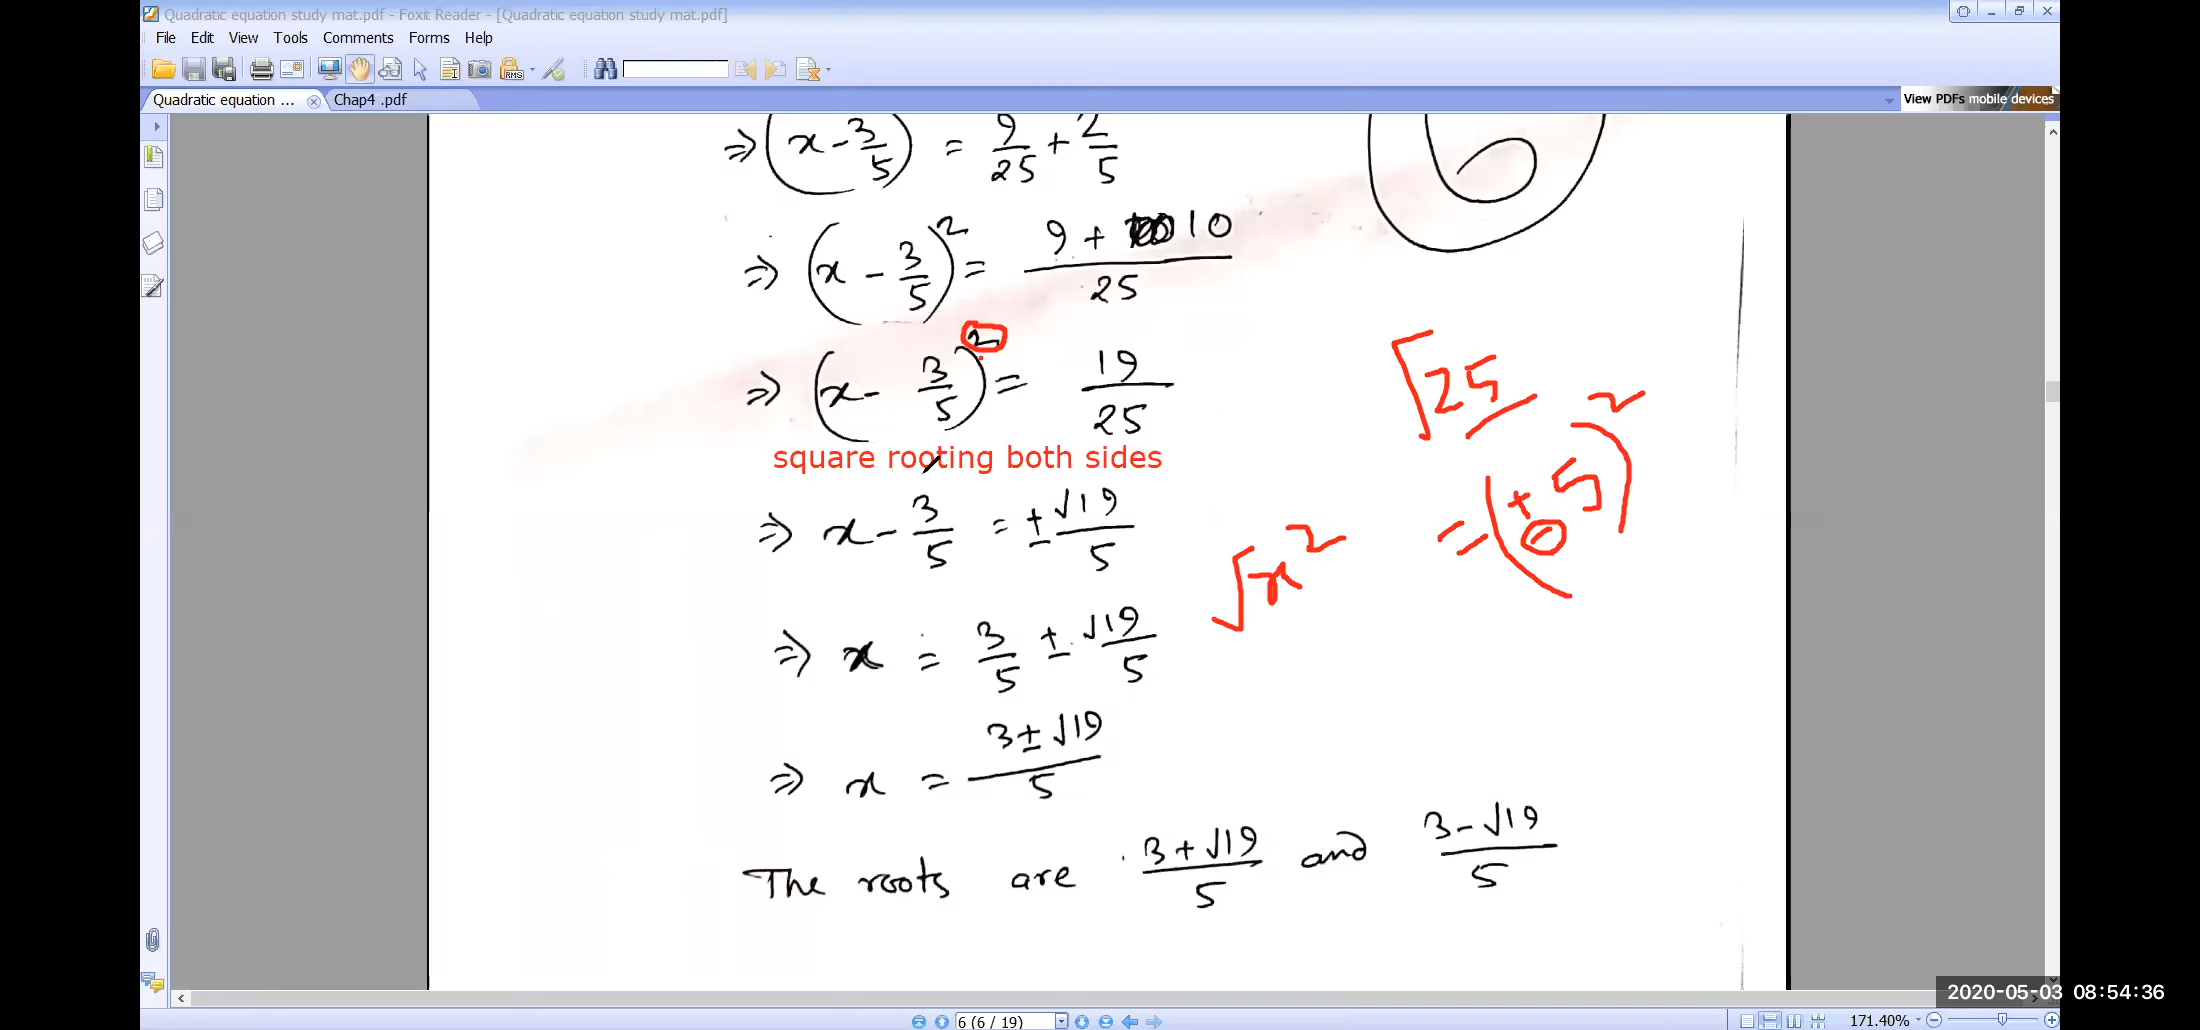 Quadratic equation study mat.pdf - Foxit Reader - [Quadratic equation study mat.pdf]
File Edit View Tools Comments Forms Help
Quadratic equation ... Chap4 .pdf
View PDFs mobile devices
⇒ (x - 3/5) = 9/25 + 2/5
6
⇒ (x - 3/5)² = (9 + 10)/25
⇒ (x - 3/5)² = 19/25
√25
square rooting both sides
= (±5)²
⇒ x - 3/5 = ± √19/5
√x²
⇒ x = 3/5 ± √19/5
⇒ x = (3 ± √19)/5
The roots are (3 + √19)/5 and (3 - √19)/5
2020-05-03 08:54:36
6 (6 / 19)
171.40%